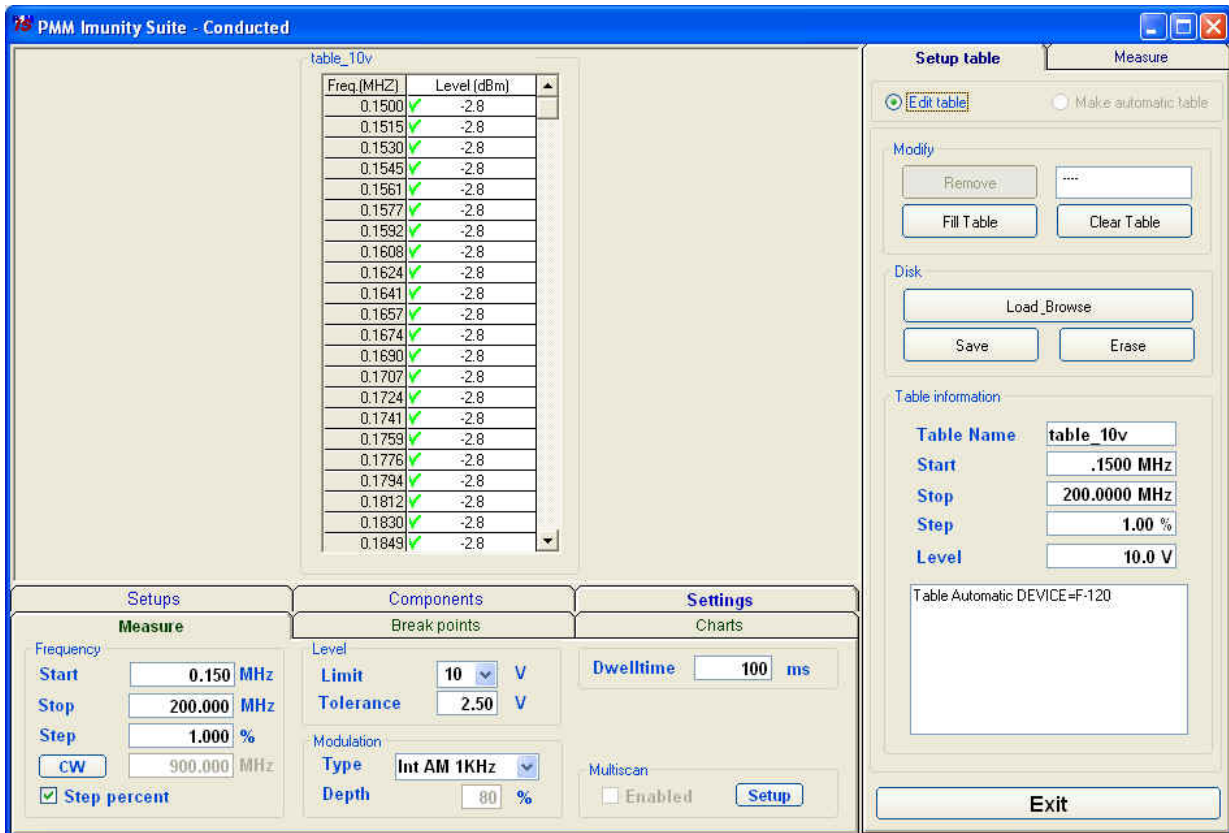 PMM Imunity Suite - Conducted
table_10v
Freq.(MHZ) Level (dBm)
0.1500 -2.8
0.1515 -2.8
0.1530 -2.8
0.1545 -2.8
0.1561 -2.8
0.1577 -2.8
0.1592 -2.8
0.1608 -2.8
0.1624 -2.8
0.1641 -2.8
0.1657 -2.8
0.1674 -2.8
0.1690 -2.8
0.1707 -2.8
0.1724 -2.8
0.1741 -2.8
0.1759 -2.8
0.1776 -2.8
0.1794 -2.8
0.1812 -2.8
0.1830 -2.8
0.1849 -2.8
Setups Components Settings
Measure Break points Charts
Frequency
Start 0.150 MHz
Stop 200.000 MHz
Step 1.000 %
CW 900.000 MHz
Step percent
Level
Limit 10 V
Tolerance 2.50 V
Modulation
Type Int AM 1KHz
Depth 80 %
Dwelltime 100 ms
Multiscan
Enabled Setup
Setup table Measure
Edit table Make automatic table
Modify
Remove ----
Fill Table Clear Table
Disk
Load_Browse
Save Erase
Table information
Table Name table_10v
Start .1500 MHz
Stop 200.0000 MHz
Step 1.00 %
Level 10.0 V
Table Automatic DEVICE=F-120
Exit